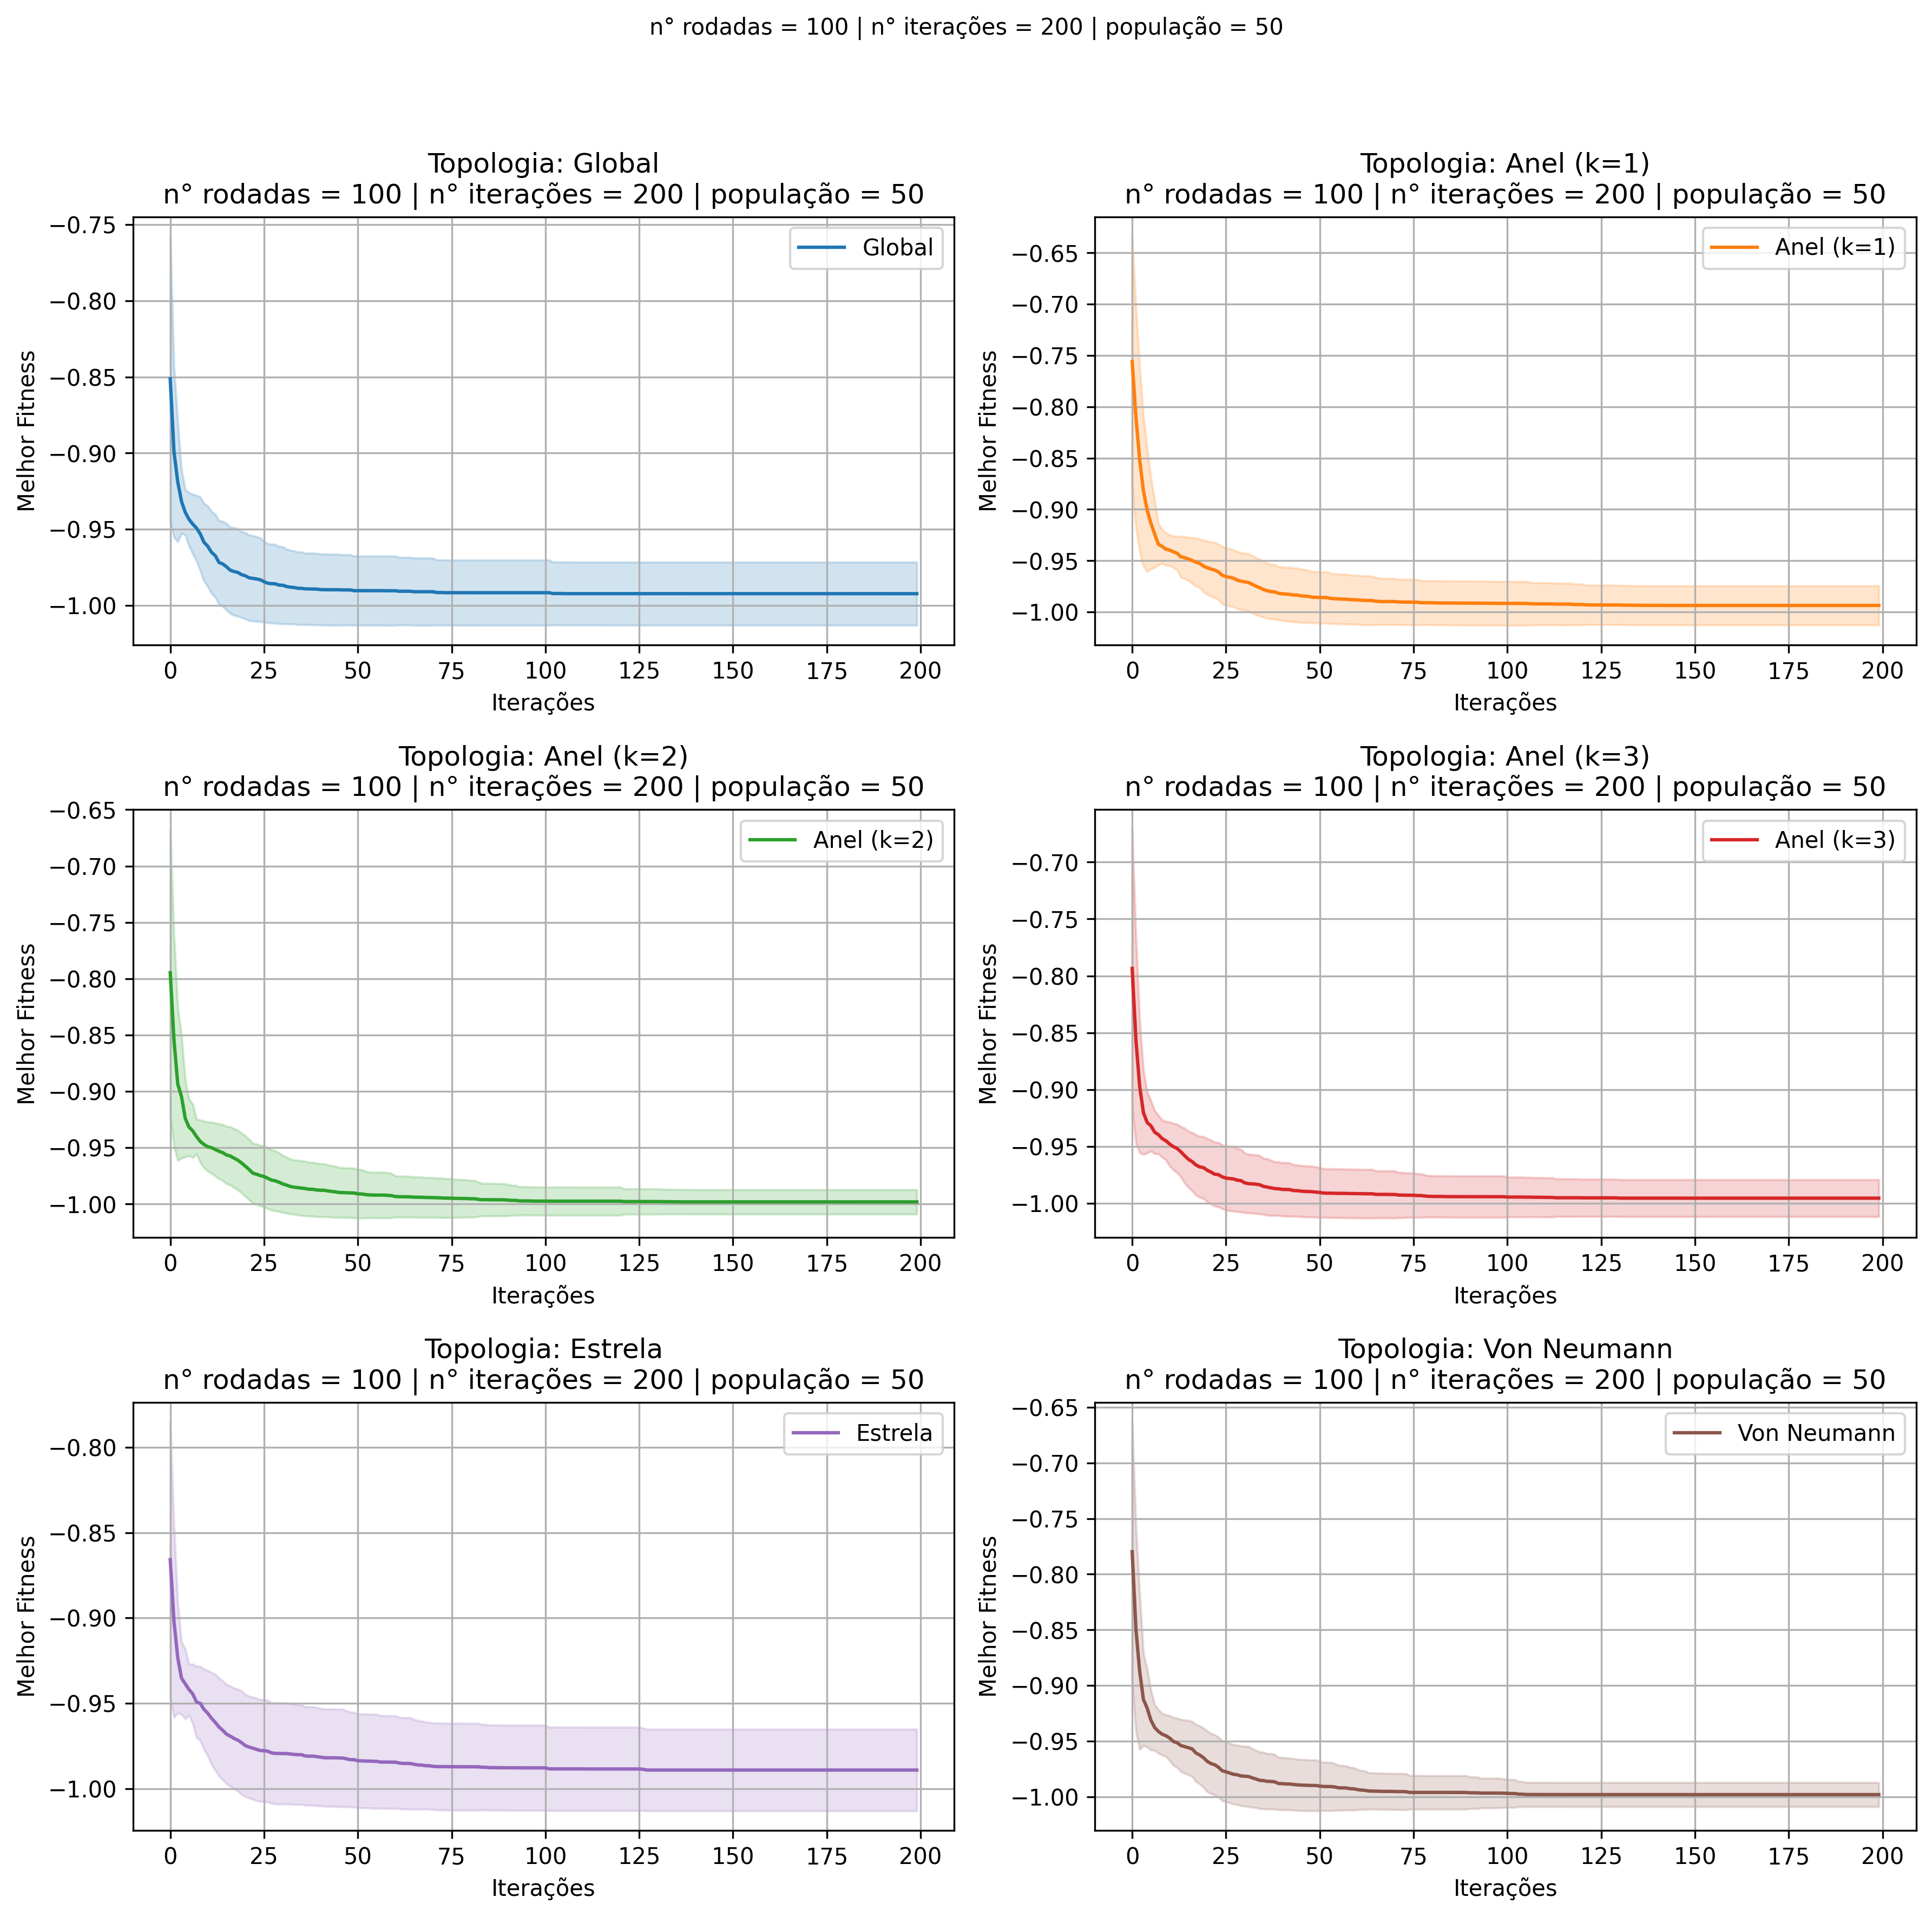 n° rodadas = 100 | n° iterações = 200 | população = 50
Topologia: Global
n° rodadas = 100 | n° iterações = 200 | população = 50
Global
Melhor Fitness
−0.75
−0.80
−0.85
−0.90
−0.95
−1.00
0 25 50 75 100 125 150 175 200
Iterações
Topologia: Anel (k=1)
n° rodadas = 100 | n° iterações = 200 | população = 50
Anel (k=1)
Melhor Fitness
−0.65
−0.70
−0.75
−0.80
−0.85
−0.90
−0.95
−1.00
0 25 50 75 100 125 150 175 200
Iterações
Topologia: Anel (k=2)
n° rodadas = 100 | n° iterações = 200 | população = 50
Anel (k=2)
Melhor Fitness
−0.65
−0.70
−0.75
−0.80
−0.85
−0.90
−0.95
−1.00
0 25 50 75 100 125 150 175 200
Iterações
Topologia: Anel (k=3)
n° rodadas = 100 | n° iterações = 200 | população = 50
Anel (k=3)
Melhor Fitness
−0.70
−0.75
−0.80
−0.85
−0.90
−0.95
−1.00
0 25 50 75 100 125 150 175 200
Iterações
Topologia: Estrela
n° rodadas = 100 | n° iterações = 200 | população = 50
Estrela
Melhor Fitness
−0.80
−0.85
−0.90
−0.95
−1.00
0 25 50 75 100 125 150 175 200
Iterações
Topologia: Von Neumann
n° rodadas = 100 | n° iterações = 200 | população = 50
Von Neumann
Melhor Fitness
−0.65
−0.70
−0.75
−0.80
−0.85
−0.90
−0.95
−1.00
0 25 50 75 100 125 150 175 200
Iterações